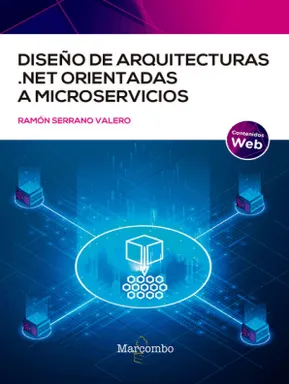 DISEÑO DE ARQUITECTURAS
.NET ORIENTADAS
A MICROSERVICIOS
RAMÓN SERRANO VALERO
Contenidos
Web
Marcombo